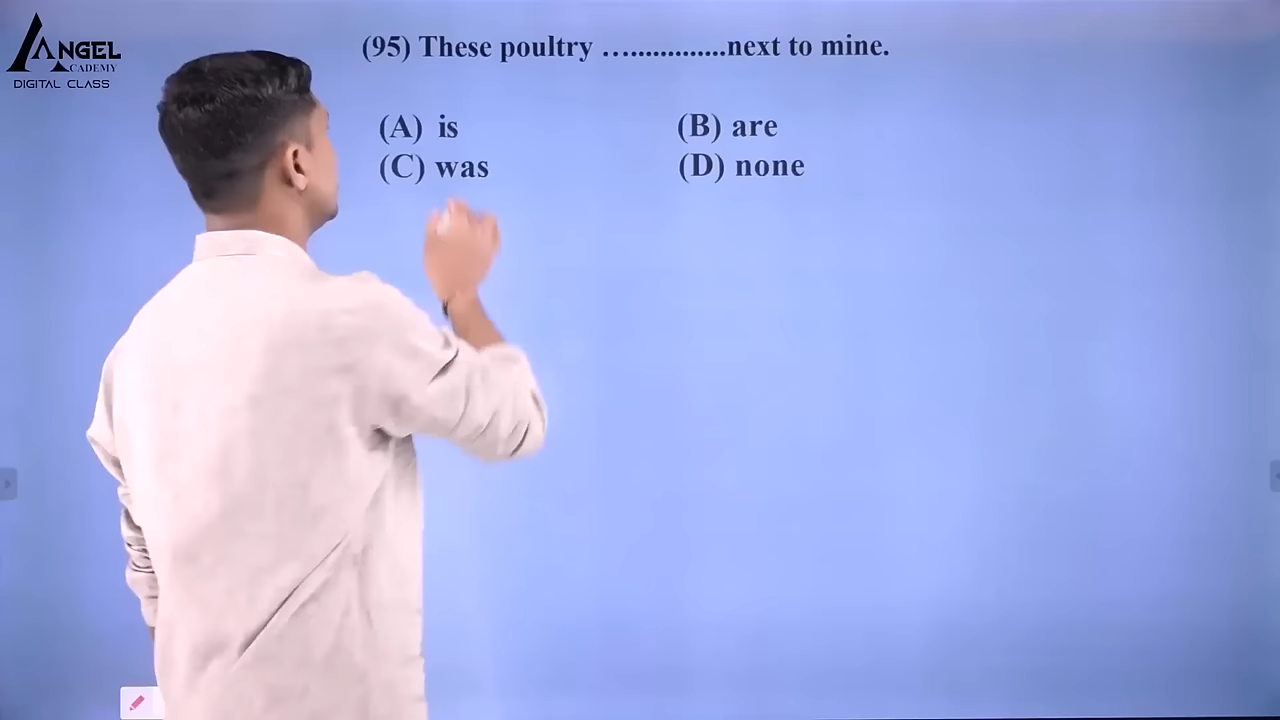 ANGEL
ACADEMY
DIGITAL CLASS
(95) These poultry ….............next to mine.
(A) is (B) are
(C) was (D) none